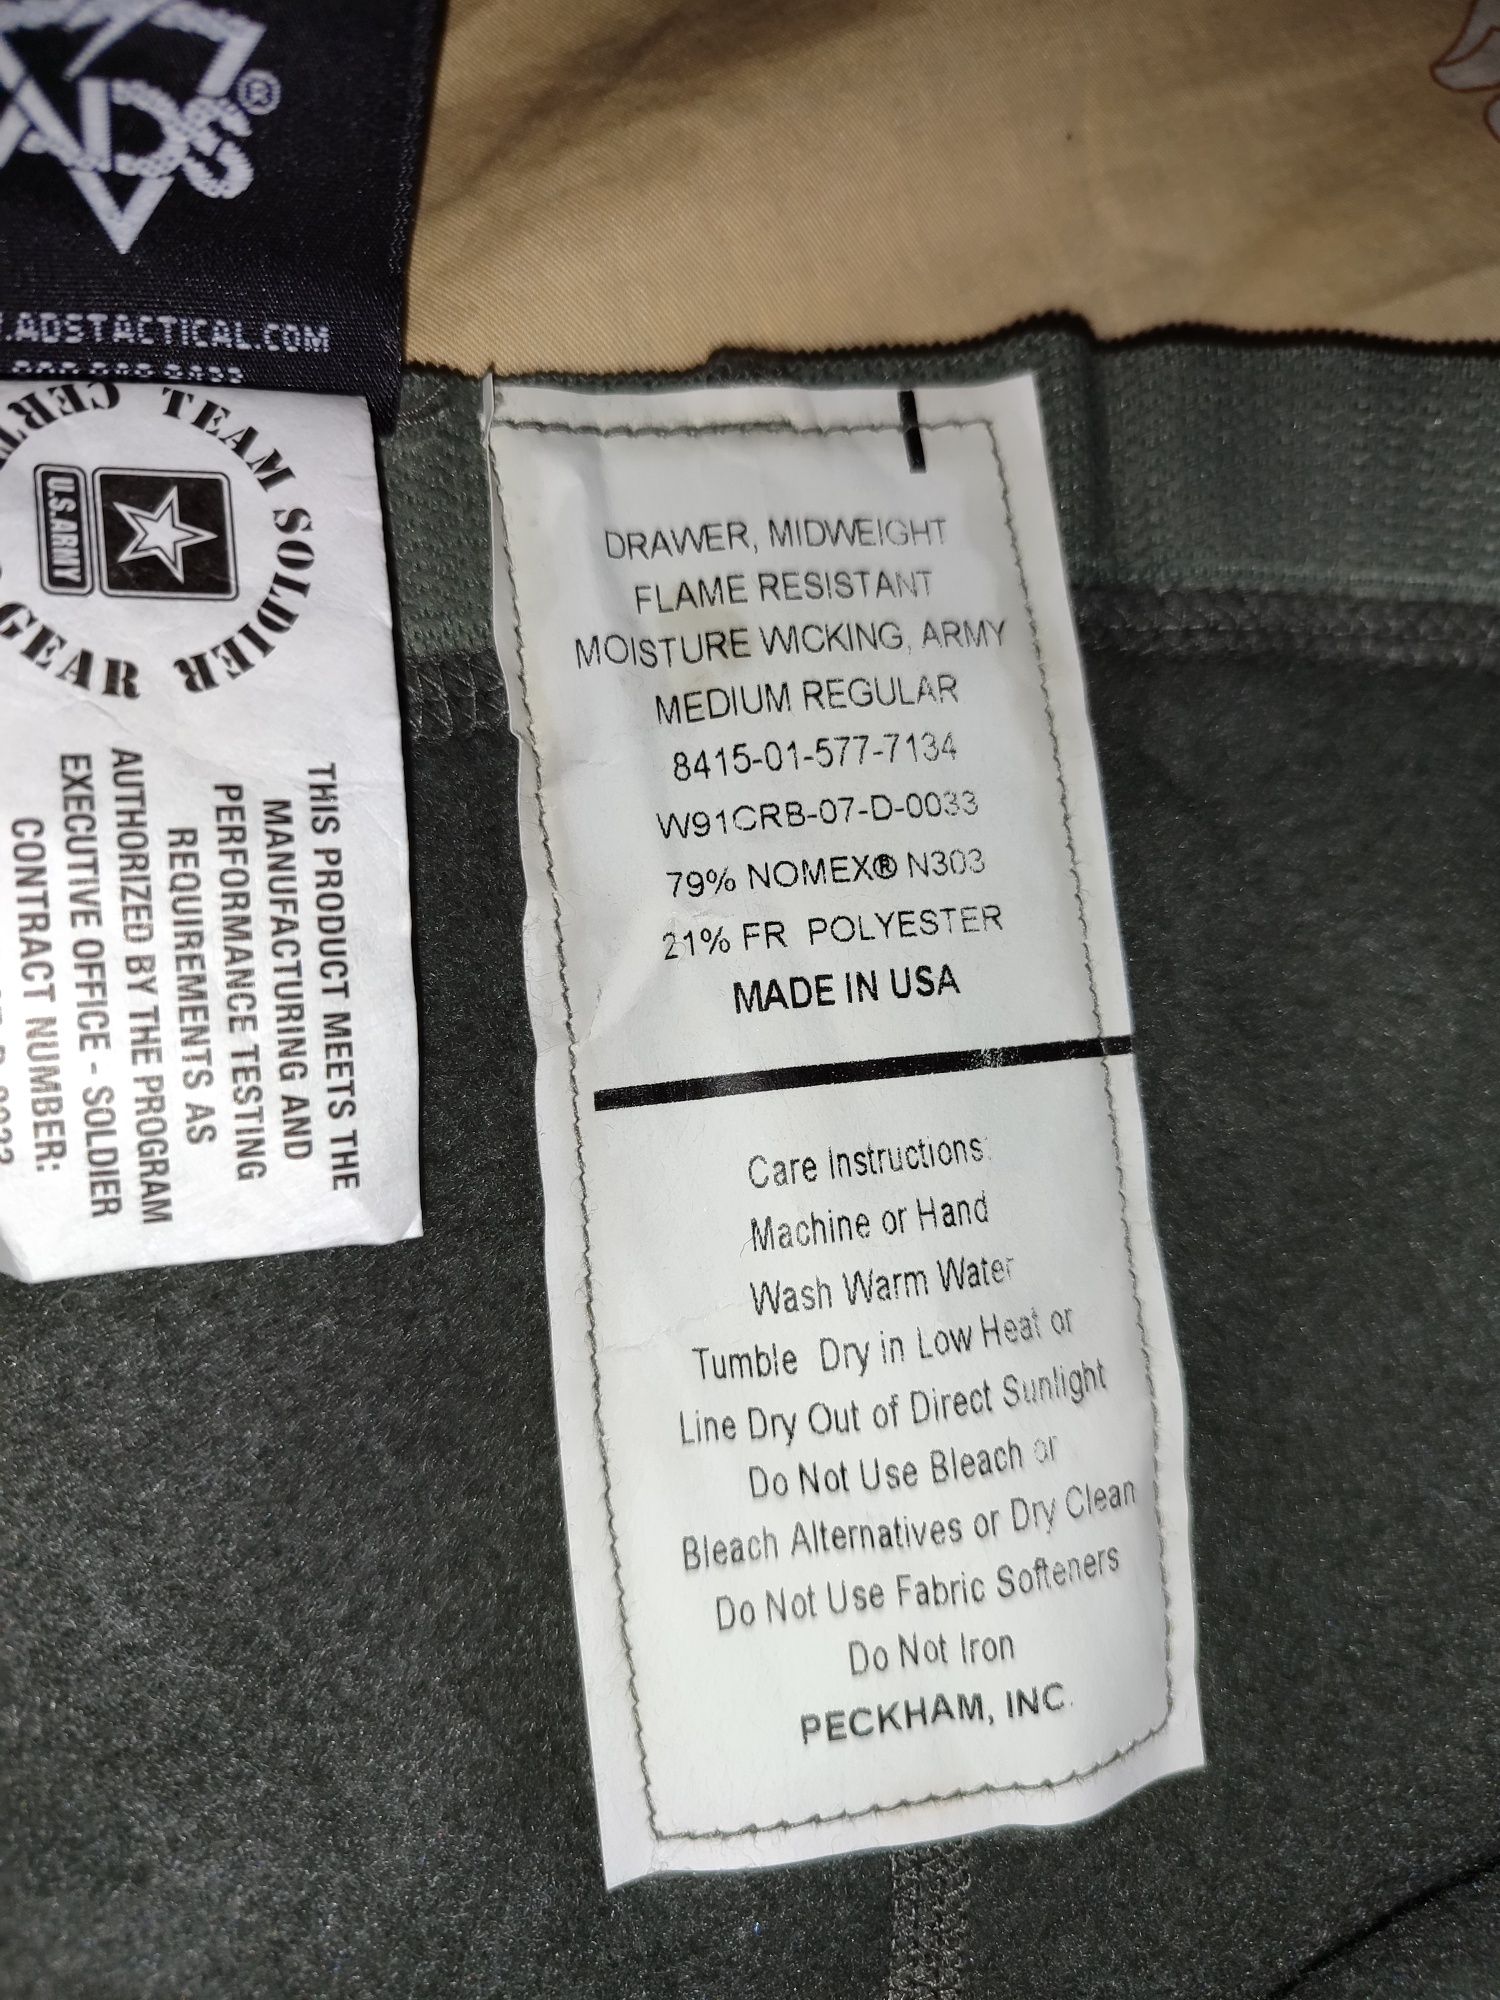 ADS®
.ADSTACTICAL.COM
TEAM SOLDIER
GEAR
U.S.ARMY
THIS PRODUCT MEETS THE
MANUFACTURING AND
PERFORMANCE TESTING
REQUIREMENTS AS
AUTHORIZED BY THE PROGRAM
EXECUTIVE OFFICE - SOLDIER
CONTRACT NUMBER:
DRAWER, MIDWEIGHT
FLAME RESISTANT
MOISTURE WICKING, ARMY
MEDIUM REGULAR
8415-01-577-7134
W91CRB-07-D-0033
79% NOMEX® N303
21% FR POLYESTER
MADE IN USA
Care Instructions:
Machine or Hand
Wash Warm Water
Tumble Dry in Low Heat or
Line Dry Out of Direct Sunlight
Do Not Use Bleach or
Bleach Alternatives or Dry Clean
Do Not Use Fabric Softeners
Do Not Iron
PECKHAM, INC.